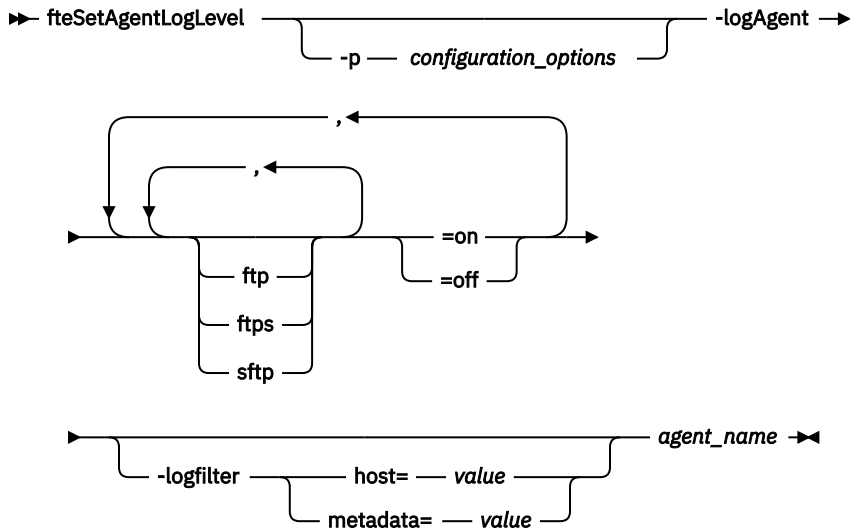 fteSetAgentLogLevel -logAgent
-p configuration_options
,
,
=on
ftp =off
ftps
sftp
agent_name
-logfilter host= value
metadata= value